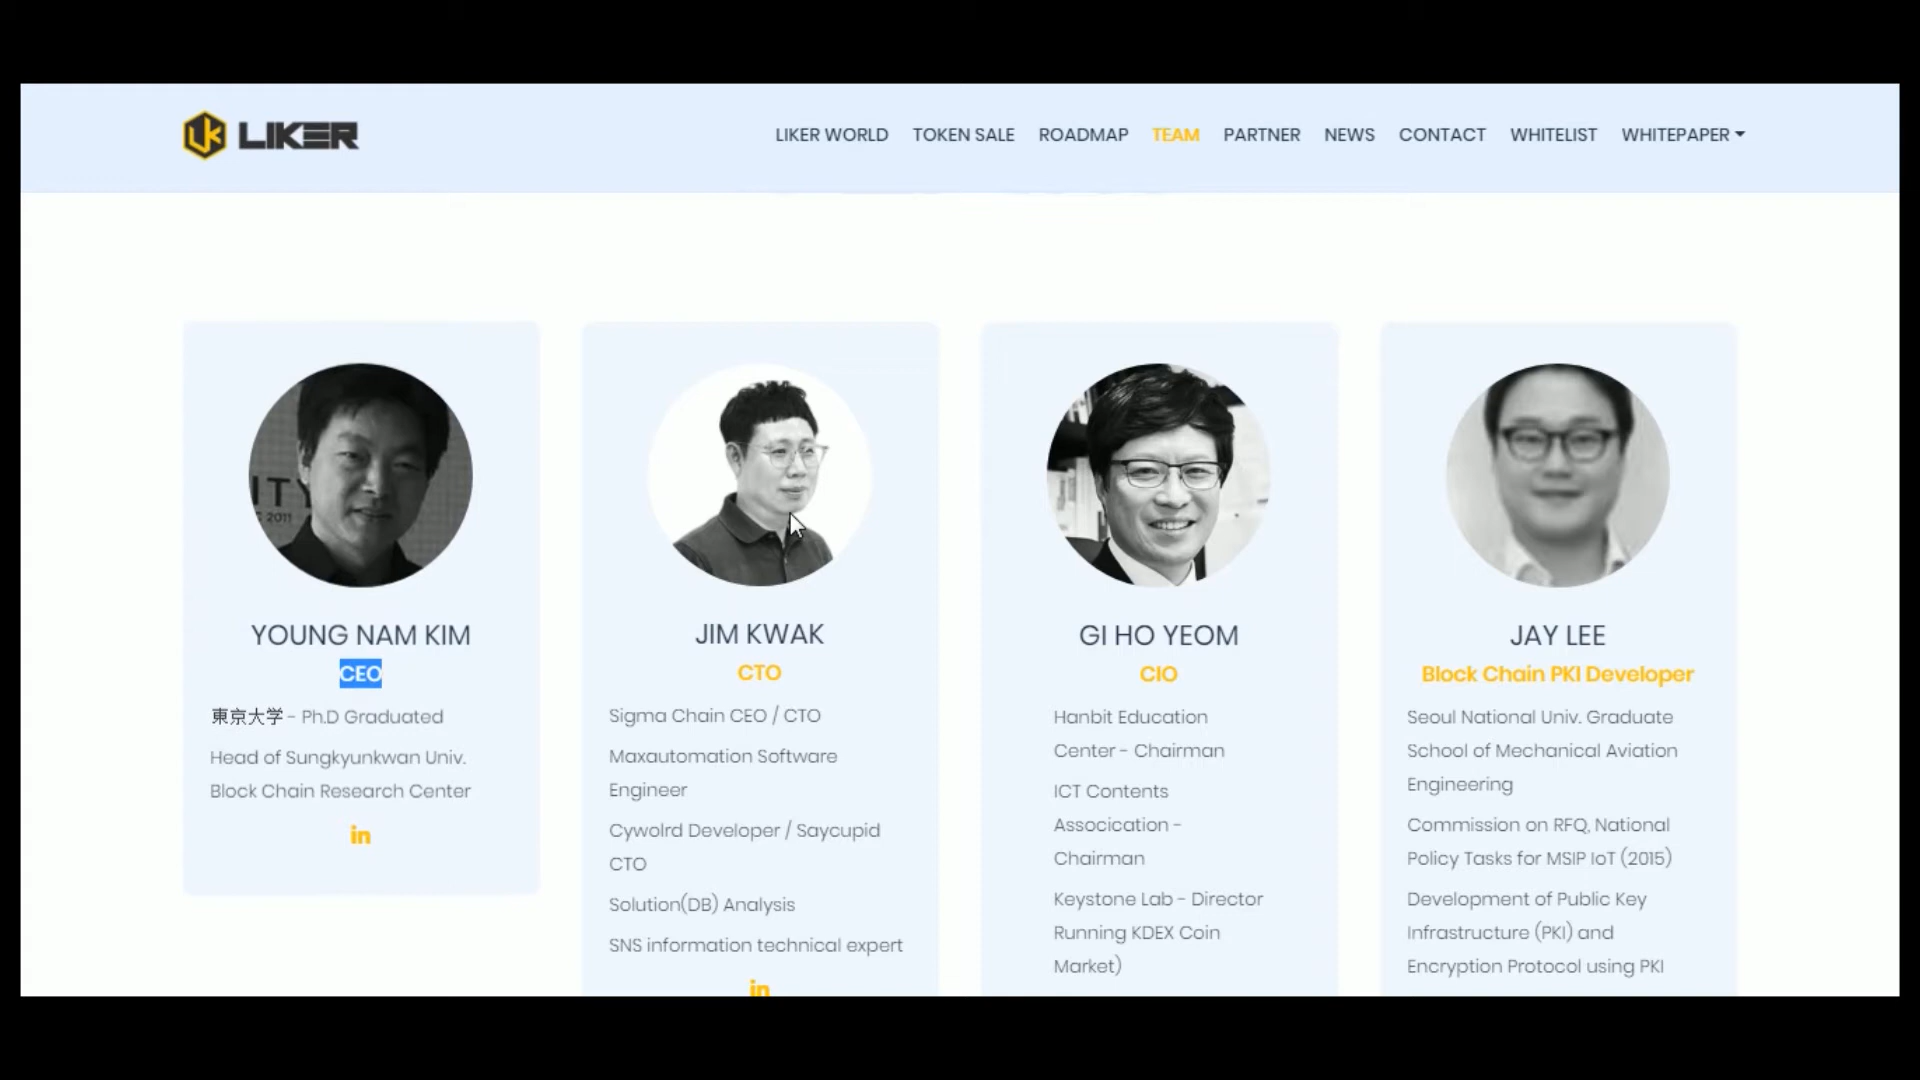 LIKER
LIKER WORLD TOKEN SALE ROADMAP TEAM PARTNER NEWS CONTACT WHITELIST WHITEPAPER
YOUNG NAM KIM
CEO
東京大学 - Ph.D Graduated
Head of Sungkyunkwan Univ.
Block Chain Research Center
in
JIM KWAK
CTO
Sigma Chain CEO / CTO
Maxautomation Software
Engineer
Cywolrd Developer / Saycupid
CTO
Solution(DB) Analysis
SNS information technical expert
in
GI HO YEOM
CIO
Hanbit Education
Center - Chairman
ICT Contents
Assocication -
Chairman
Keystone Lab - Director
Running KDEX Coin
Market)
JAY LEE
Block Chain PKI Developer
Seoul National Univ. Graduate
School of Mechanical Aviation
Engineering
Commission on RFQ, National
Policy Tasks for MSIP IoT (2015)
Development of Public Key
Infrastructure (PKI) and
Encryption Protocol using PKI